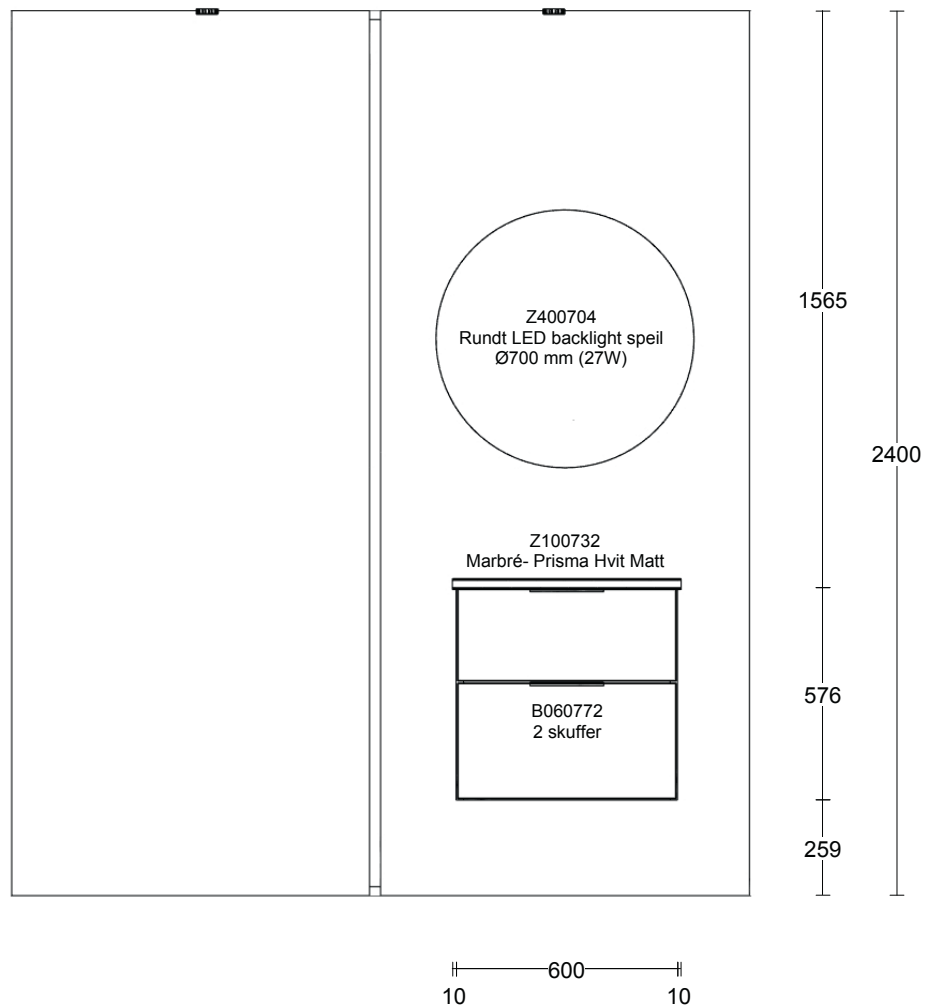 Z400704
Rundt LED backlight speil
Ø700 mm (27W)
1565
2400
Z100732
Marbré- Prisma Hvit Matt
B060772
2 skuffer
576
259
600
10
10